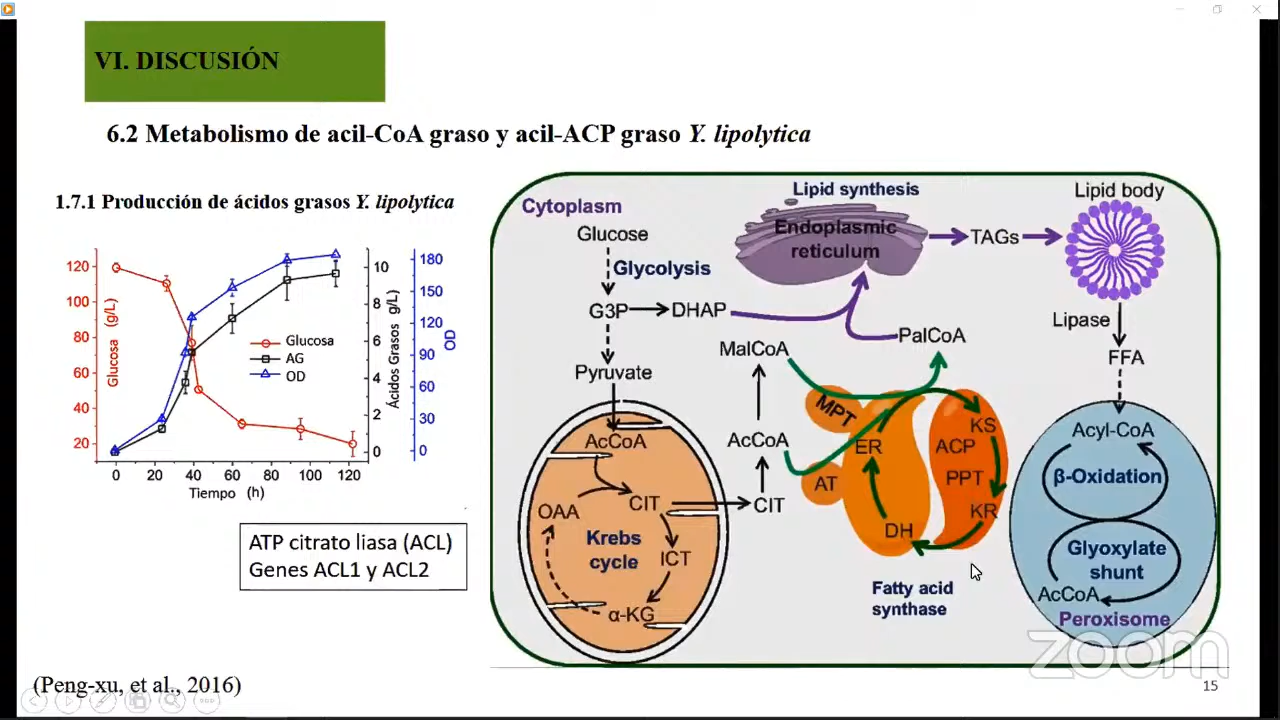 VI. DISCUSIÓN
6.2 Metabolismo de acil-CoA graso y acil-ACP graso Y. lipolytica
1.7.1 Producción de ácidos grasos Y. lipolytica
120
100
80
60
40
20
Glucosa (g/L)
0 20 40 60 80 100 120
Tiempo (h)
Glucosa
AG
OD
10
8
6
4
2
0
Ácidos Grasos g/L)
180
150
120
90
60
30
0
OD
ATP citrato liasa (ACL)
Genes ACL1 y ACL2
Cytoplasm
Glucose
Glycolysis
G3P
DHAP
Pyruvate
AcCoA
OAA
CIT
Krebs
cycle
ICT
α-KG
CIT
AcCoA
MalCoA
Lipid synthesis
Endoplasmic
reticulum
TAGs
Lipid body
PalCoA
MPT
AT
ER
DH
ACP
PPT
KS
KR
Fatty acid
synthase
Lipase
FFA
Acyl-CoA
β-Oxidation
Glyoxylate
shunt
AcCoA
Peroxisome
zoom
(Peng-xu, et al., 2016)
15